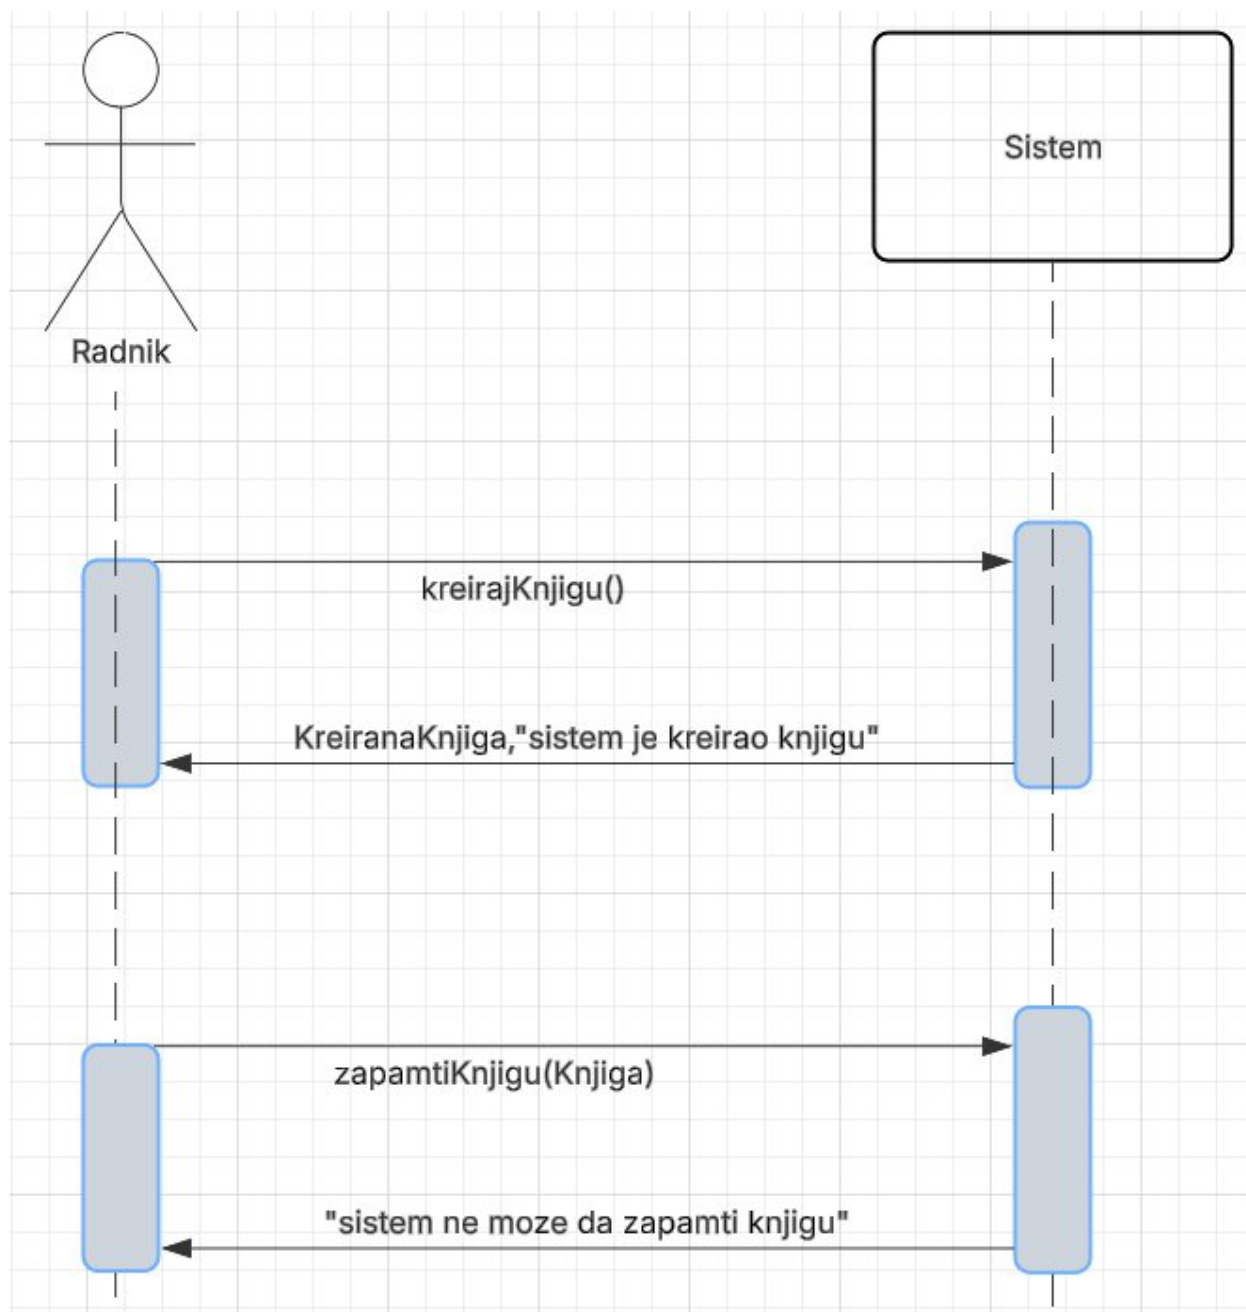 Sistem
Radnik
kreirajKnjigu()
KreiranaKnjiga,"sistem je kreirao knjigu"
zapamtiKnjigu(Knjiga)
"sistem ne moze da zapamti knjigu"